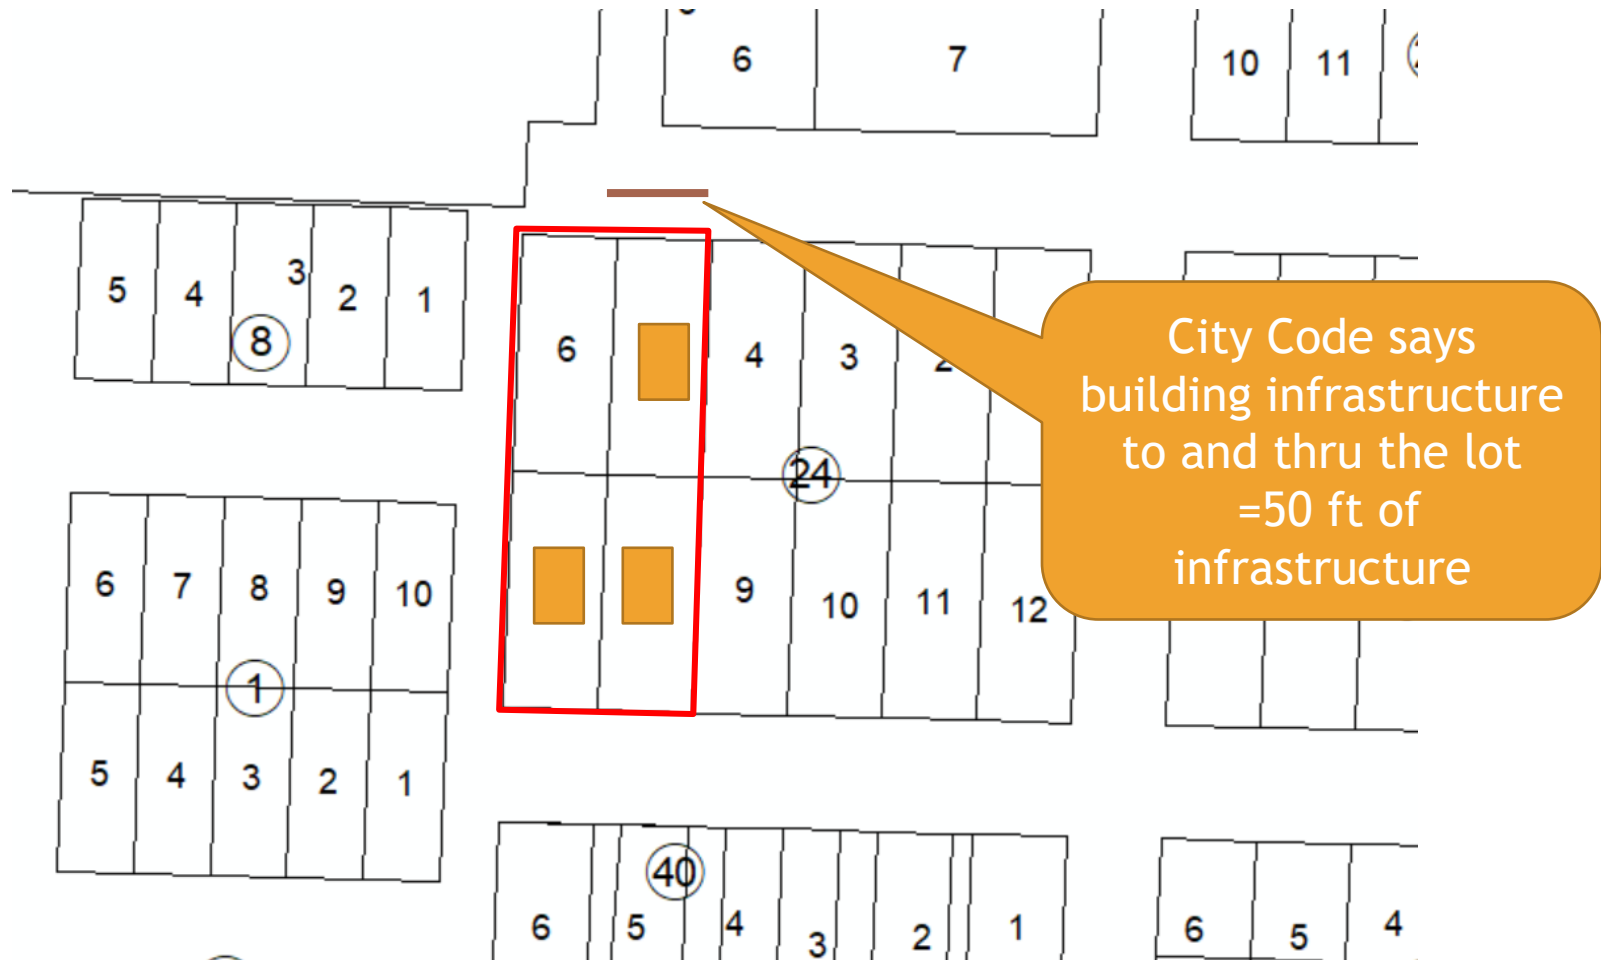 6 7 10 11
5 4 3 2 1
8
6 4 3 2
24
City Code says
building infrastructure
to and thru the lot
=50 ft of
infrastructure
6 7 8 9 10
9 10 11 12
1
5 4 3 2 1
40
6 5 4 3 2 1
6 5 4